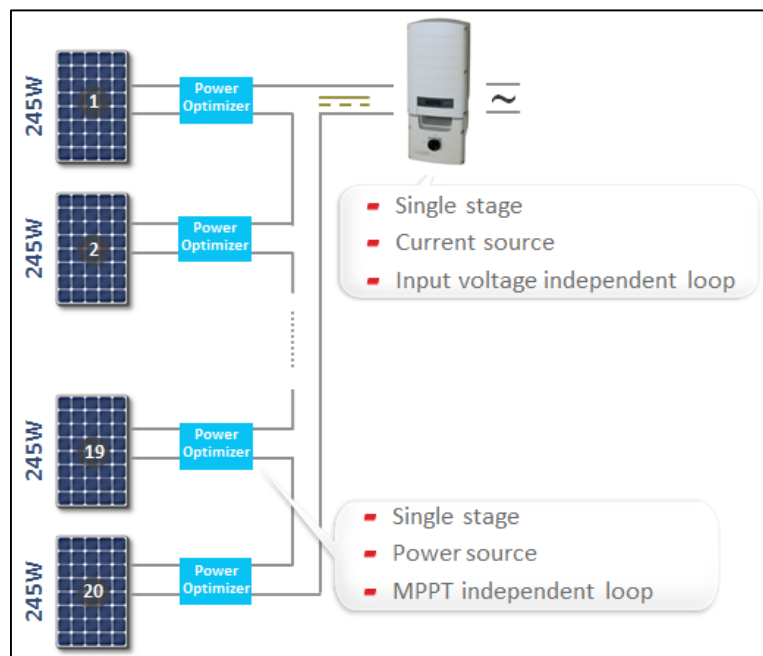 245W
1
Power
Optimizer
~
245W
2
Power
Optimizer
- Single stage
- Current source
- Input voltage independent loop
245W
19
Power
Optimizer
- Single stage
- Power source
- MPPT independent loop
245W
20
Power
Optimizer